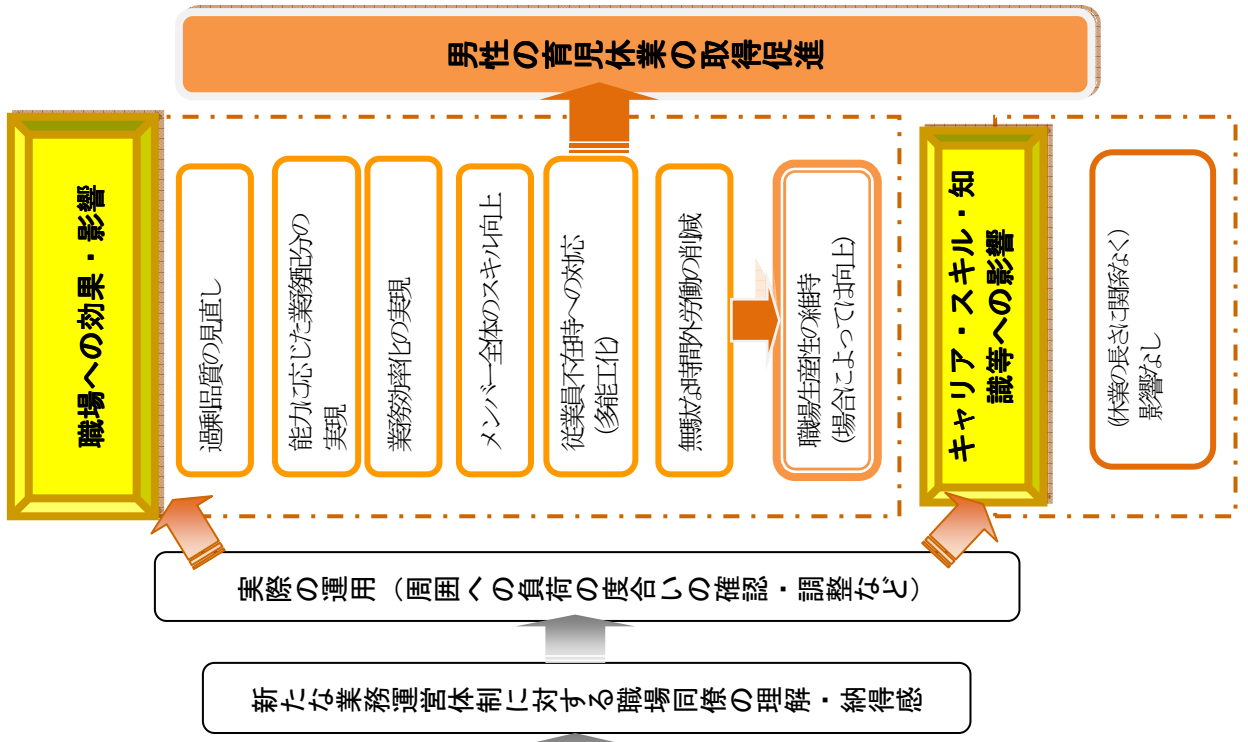 新たな業務運営体制に対する職場同僚の理解・納得感
実際の運用（周囲への負荷の度合いの確認・調整など）
職場への効果・影響
過剰品質の見直し
能力に応じた業務配分の
実現
業務効率化の実現
メンバー全体のスキル向上
従業員不在時への対応
（多能工化）
無駄な時間外労働の削減
職場生産性の維持
（場合によっては向上）
キャリア・スキル・知
識等への影響
（休業の長さに関係なく）
影響なし
男性の育児休業の取得促進